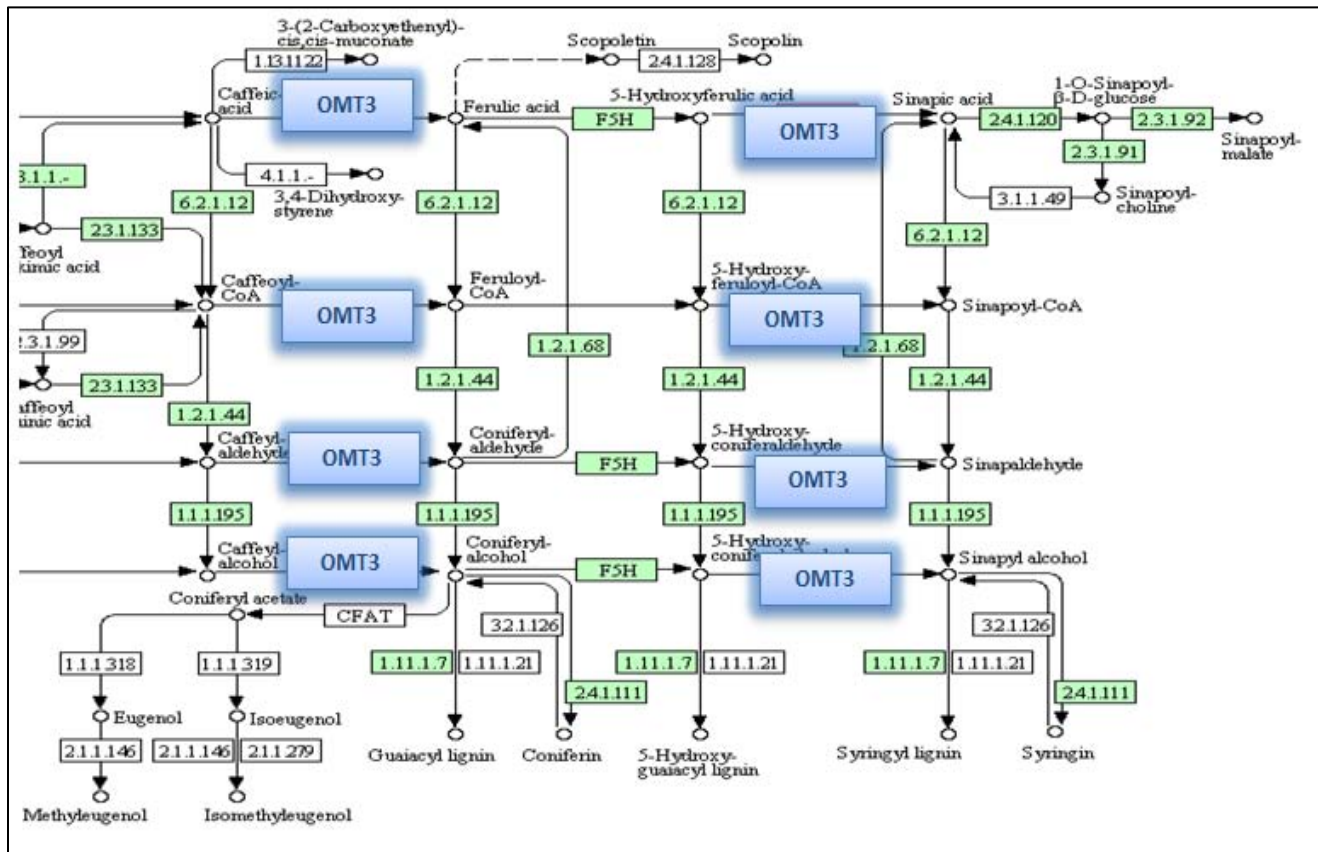 3-(2-Carboxyethenyl)-
cis,cis-muconate
1.13.11.22
Scopoletin
2.4.1.128
Scopolin
Caffeic
acid
OMT3
Ferulic acid
F5H
5-Hydroxyferulic acid
OMT3
Sinapic acid
2.4.1.120
1-O-Sinapoyl-
β-D-glucose
2.3.1.92
Sinapoyl-
malate
2.3.1.91
Sinapoyl-
choline
3.1.1.49
3.1.1.-
4.1.1.-
3,4-Dihydroxy-
styrene
6.2.1.12
6.2.1.12
6.2.1.12
6.2.1.12
2.3.1.133
Caffeoyl-
CoA
OMT3
Feruloyl-
CoA
5-Hydroxy-
feruloyl-CoA
OMT3
Sinapoyl-CoA
2.3.1.99
2.3.1.133
1.2.1.68
1.2.1.68
1.2.1.44
1.2.1.44
1.2.1.44
1.2.1.44
Caffeyl-
aldehyde
OMT3
Coniferyl-
aldehyde
F5H
5-Hydroxy-
coniferaldehyde
OMT3
Sinapaldehyde
1.1.1.195
1.1.1.195
1.1.1.195
1.1.1.195
Caffeyl-
alcohol
OMT3
Coniferyl-
alcohol
F5H
5-Hydroxy-
OMT3
Sinapyl alcohol
Coniferyl acetate
CFAT
3.2.1.126
3.2.1.126
1.1.1.318
1.1.1.319
1.11.1.7
1.11.1.21
1.11.1.7
1.11.1.21
1.11.1.7
1.11.1.21
2.4.1.111
2.4.1.111
Eugenol
Isoeugenol
2.1.1.146
2.1.1.146
2.1.1.279
Guaiacyl lignin
Coniferin
5-Hydroxy-
guaiacyl lignin
Syringyl lignin
Syringin
Methyleugenol
Isomethyleugenol